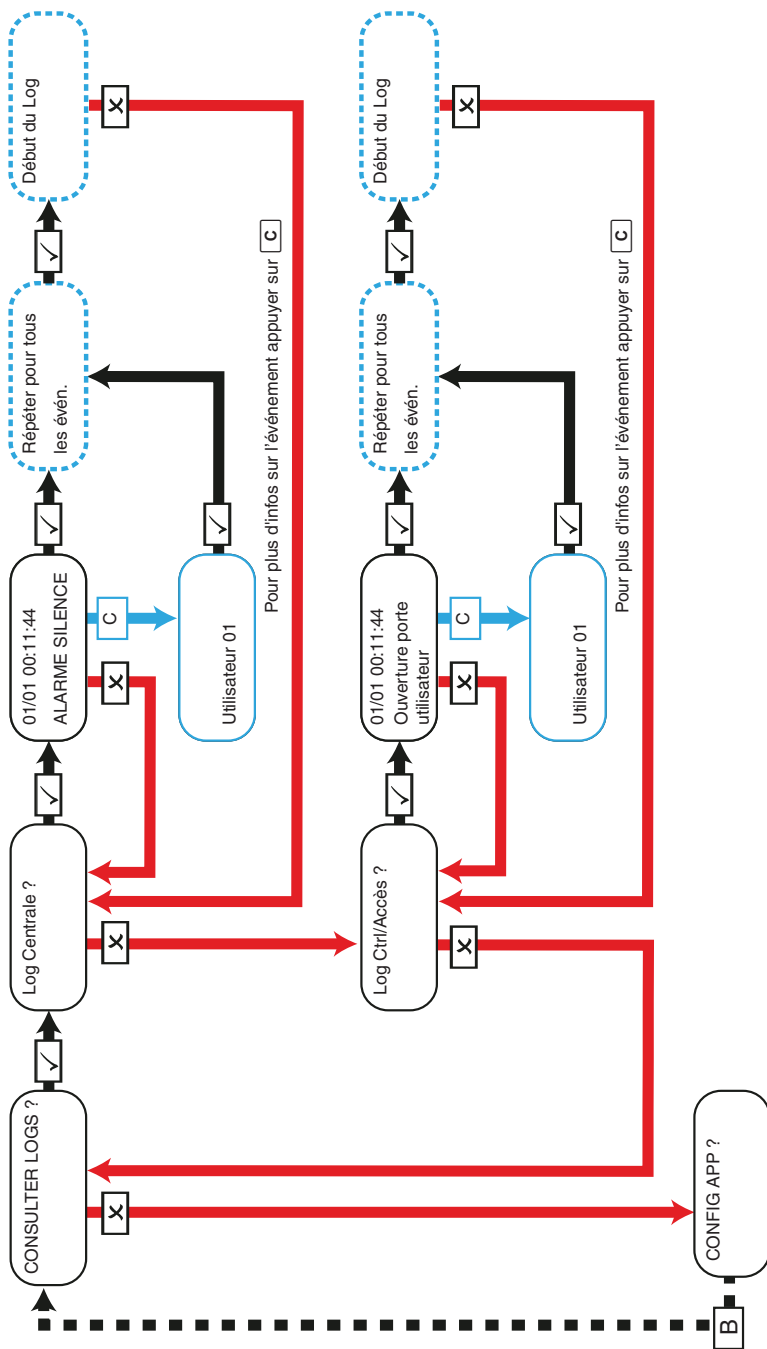 CONSULTER LOGS ?
✓
Log Centrale ?
✓
01/01 00:11:44
ALARME SILENCE
✓
Répéter pour tous
les évén.
✓
Début du Log
X
X
X
C
X
Utilisateur 01
✓
Pour plus d'infos sur l'événement appuyer sur C
Log Ctrl/Accès ?
✓
01/01 00:11:44
Ouverture porte
utilisateur
✓
Répéter pour tous
les évén.
✓
Début du Log
X
X
C
X
Utilisateur 01
✓
Pour plus d'infos sur l'événement appuyer sur C
B
CONFIG APP ?